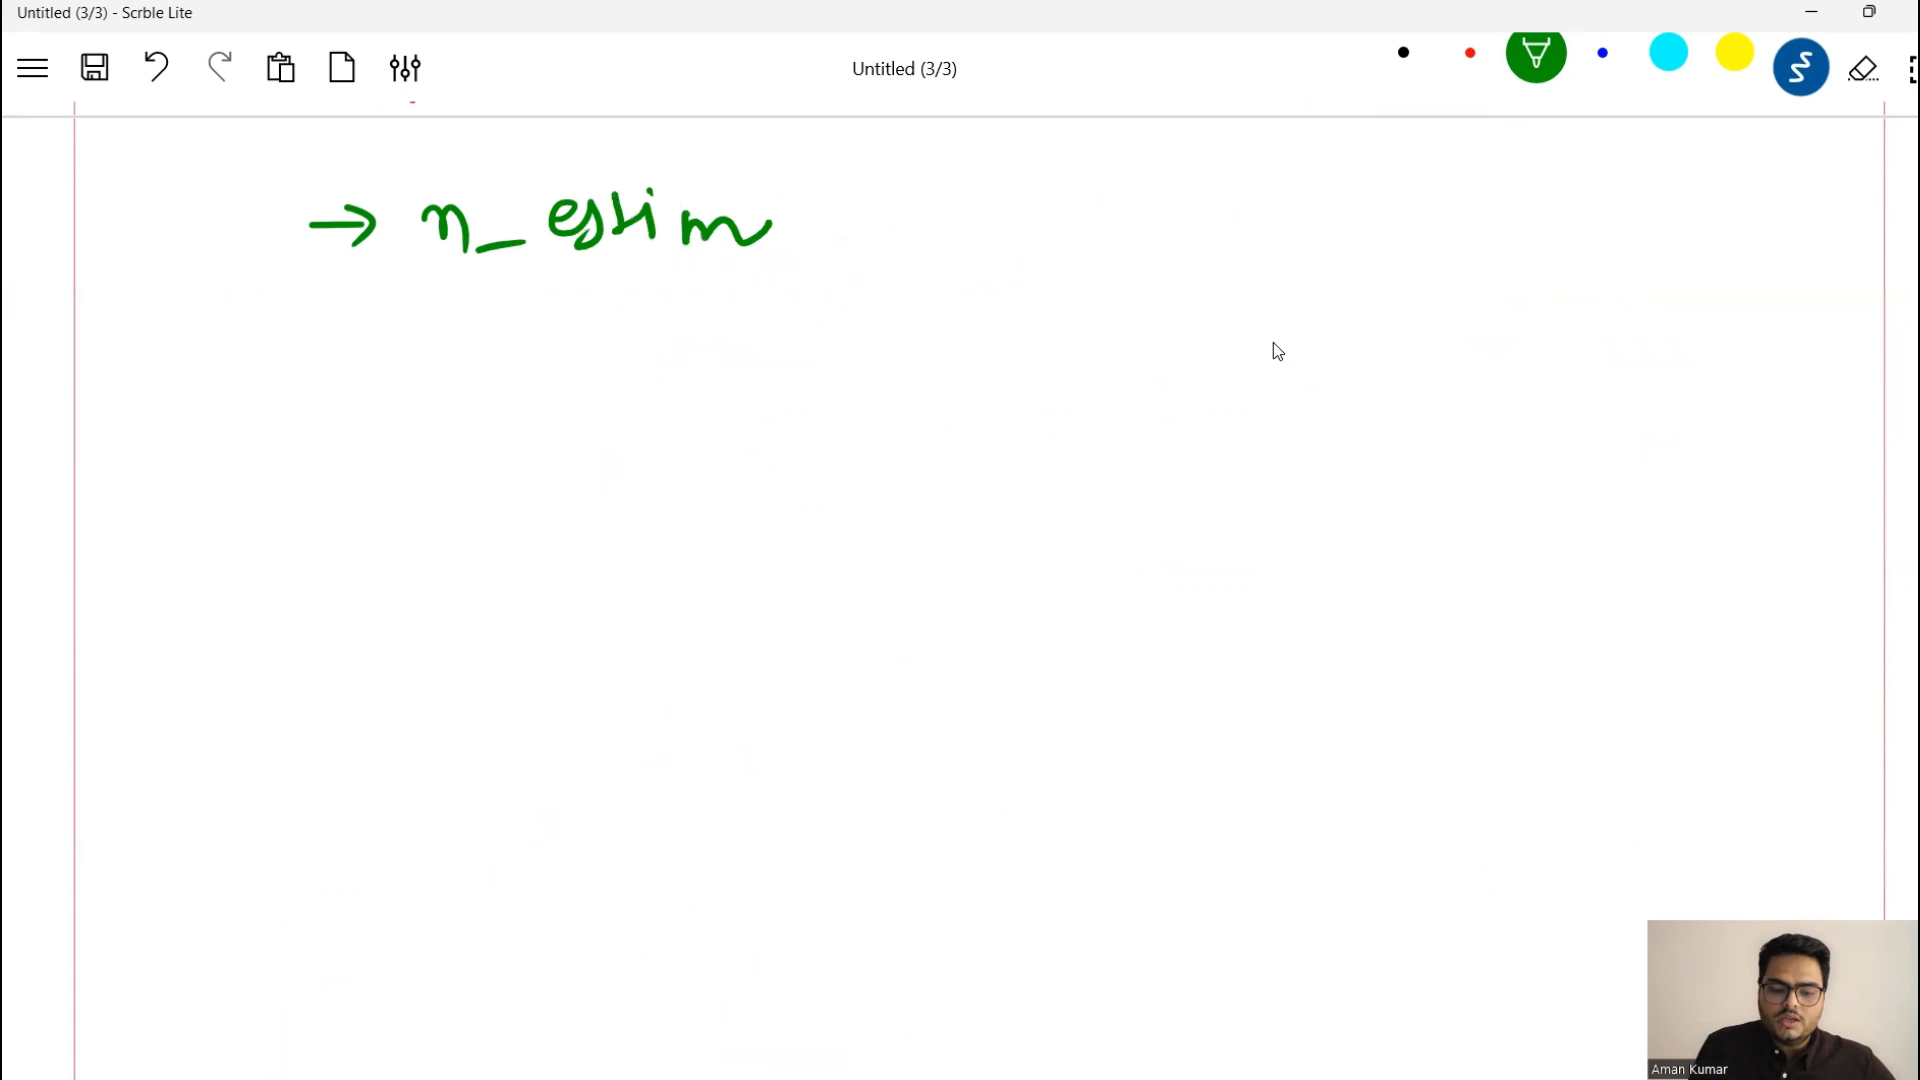 Untitled (3/3) - Scrble Lite
Untitled (3/3)
→ n_estim
Aman Kumar